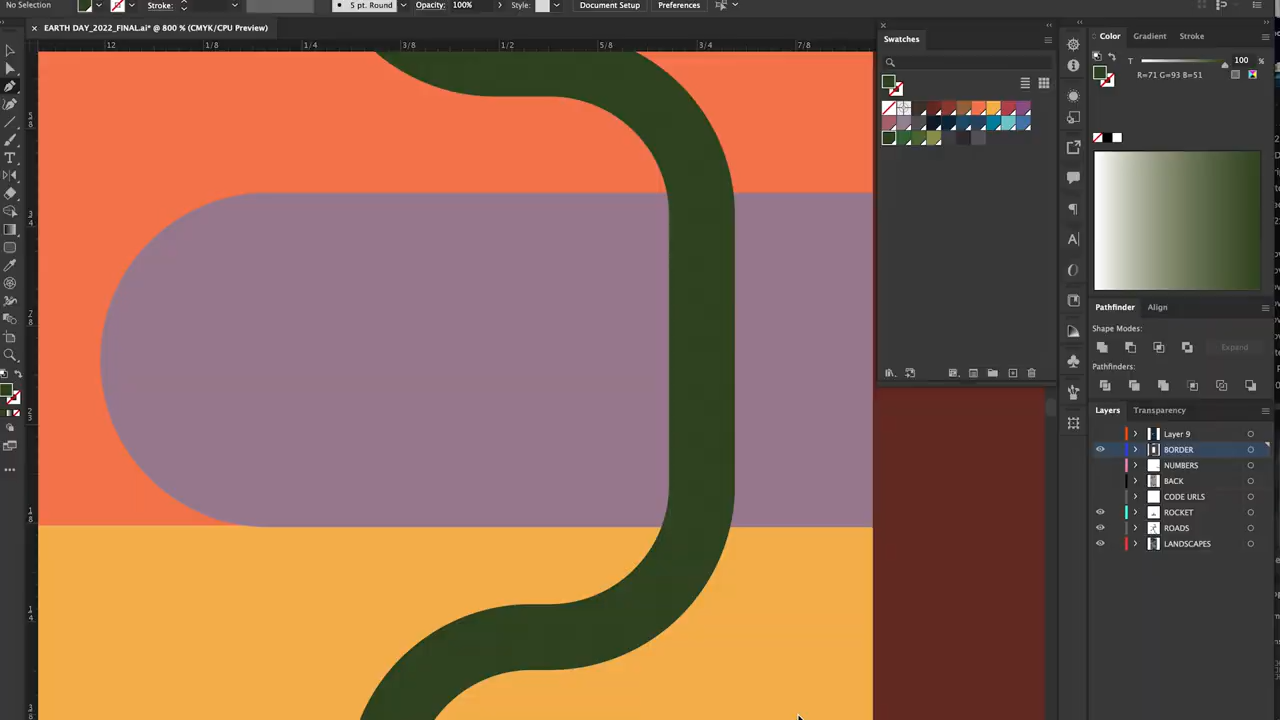 No Selection
Stroke:
5 pt. Round
Opacity:
100%
Style:
Document Setup
Preferences
EARTH DAY_2022_FINAL.ai* @ 800 % (CMYK/CPU Preview)
12
1/8
1/4
3/8
1/2
5/8
3/4
7/8
Swatches
Color
Gradient
Stroke
T
100
%
R=71 G=93 B=51
Pathfinder
Align
Shape Modes:
Expand
Pathfinders:
Layers
Transparency
Layer 9
BORDER
NUMBERS
BACK
CODE URLS
ROCKET
ROADS
LANDSCAPES